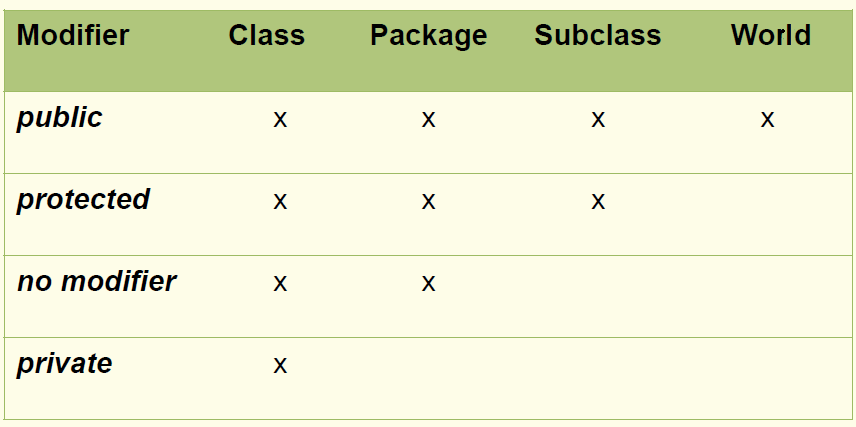 Modifier Class Package Subclass World
public x x x x
protected x x x
no modifier x x
private x